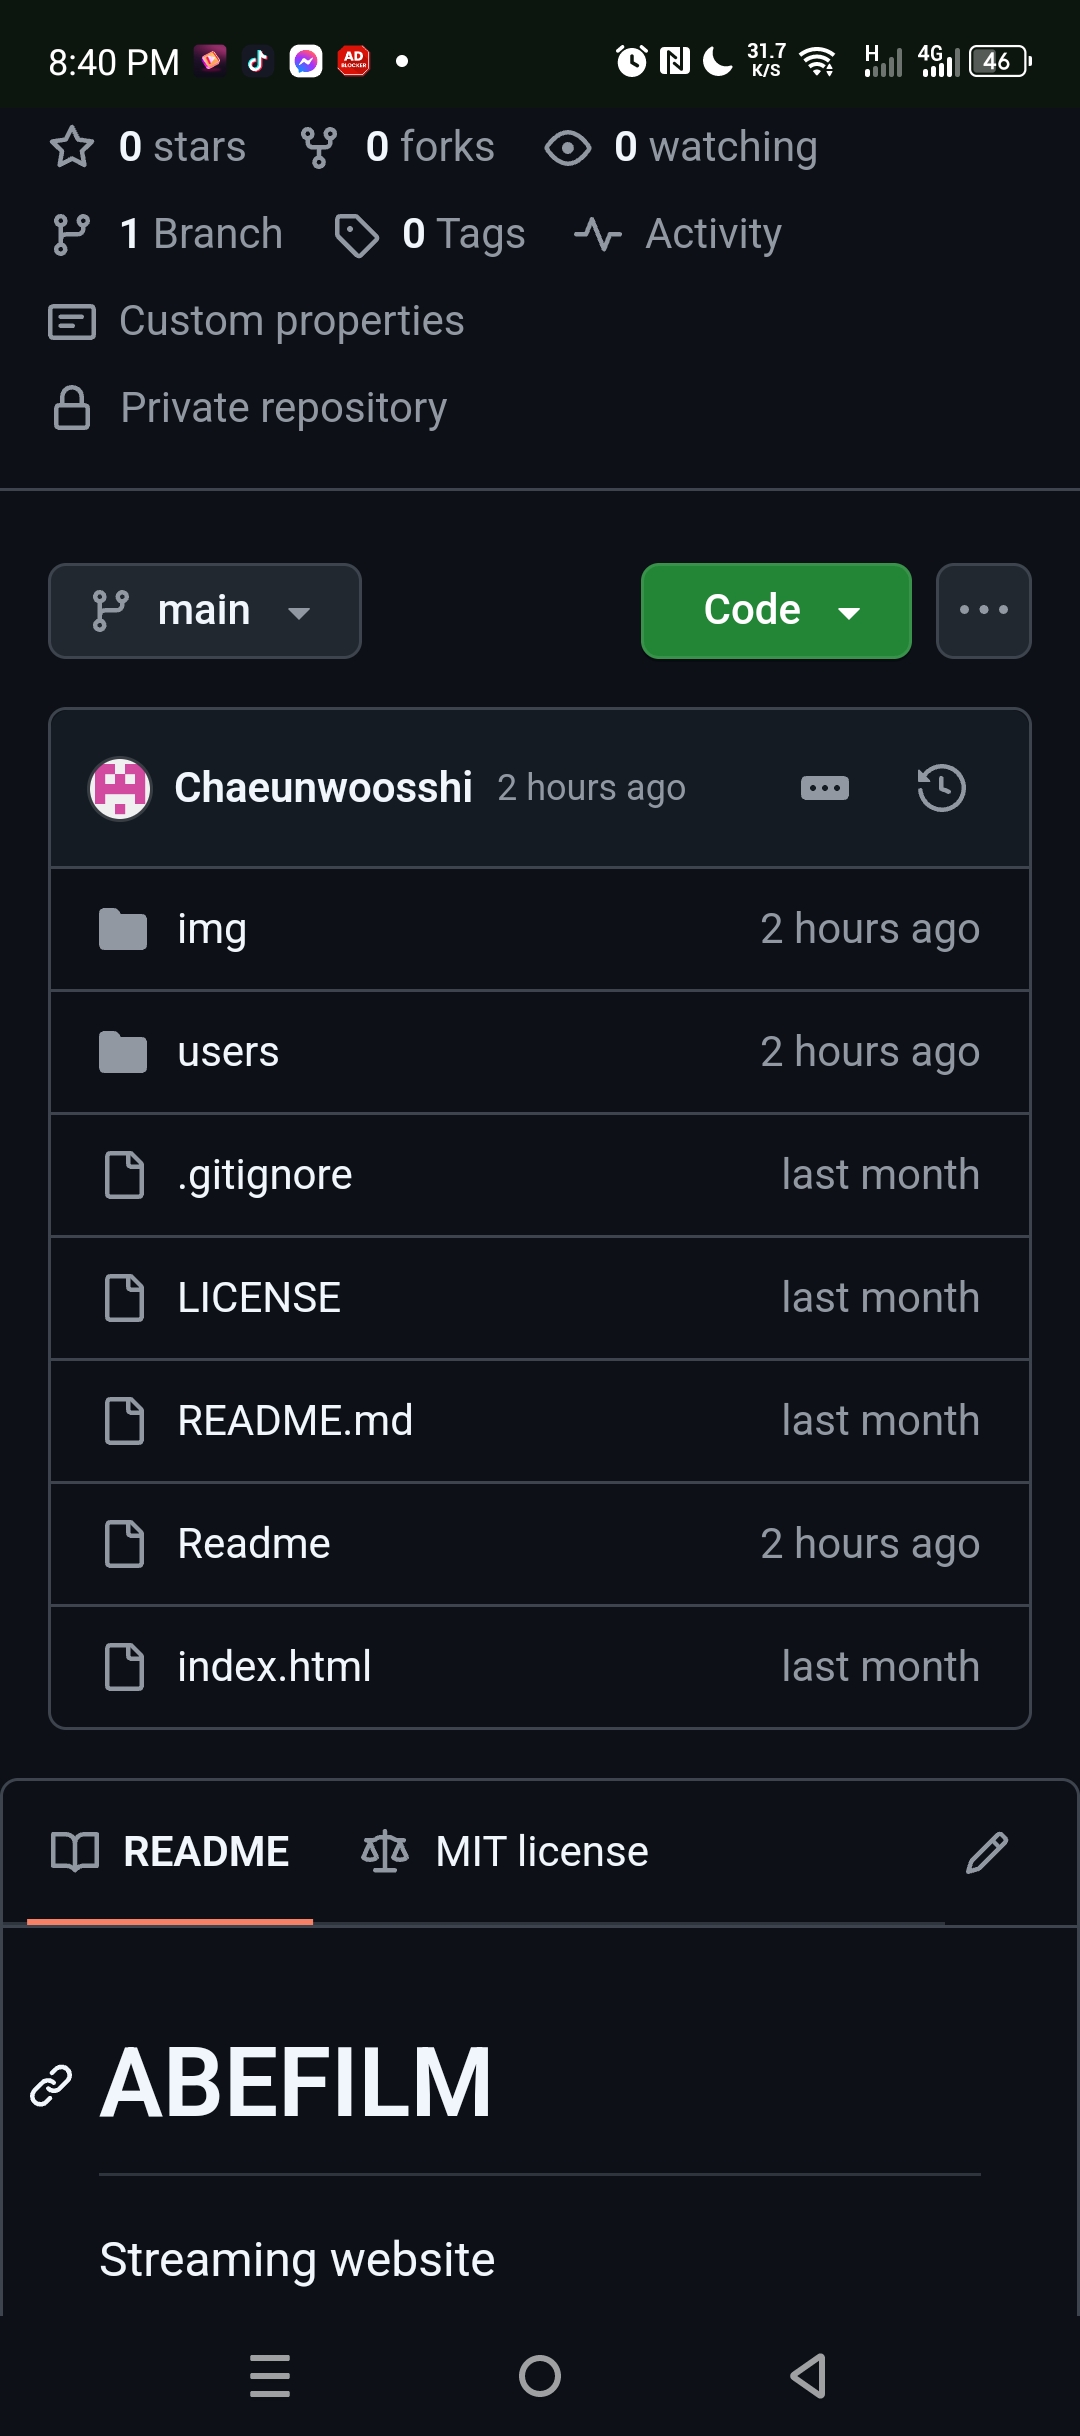 8:40 PM AD BLOCKER 31.7 K/S H 4G 46
0 stars 0 forks 0 watching
1 Branch 0 Tags Activity
Custom properties
Private repository
main Code
Chaeunwoosshi 2 hours ago
img 2 hours ago
users 2 hours ago
.gitignore last month
LICENSE last month
README.md last month
Readme 2 hours ago
index.html last month
README MIT license
ABEFILM
Streaming website